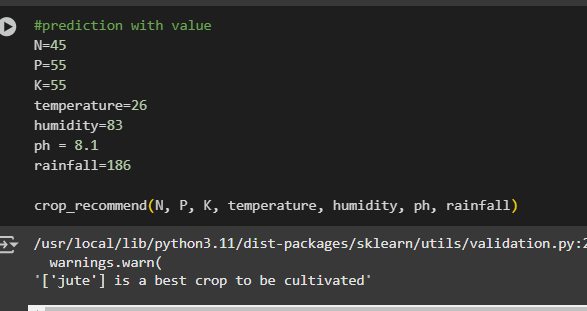 #prediction with value
N=45
P=55
K=55
temperature=26
humidity=83
ph = 8.1
rainfall=186
crop_recommend(N, P, K, temperature, humidity, ph, rainfall)
/usr/local/lib/python3.11/dist-packages/sklearn/utils/validation.py:2
warnings.warn(
'['jute'] is a best crop to be cultivated'